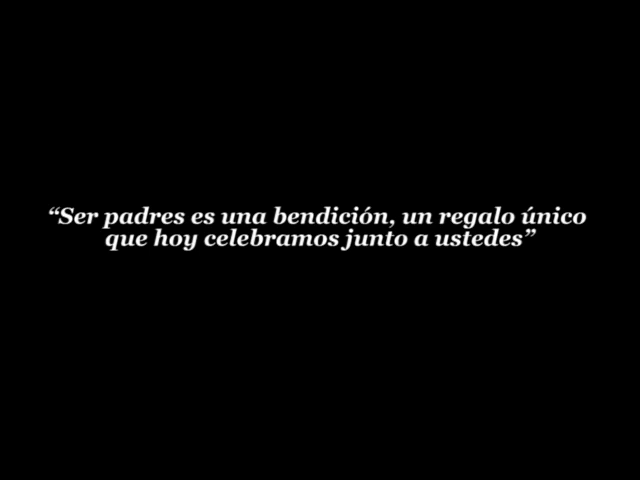 “Ser padres es una bendición, un regalo único
que hoy celebramos junto a ustedes”